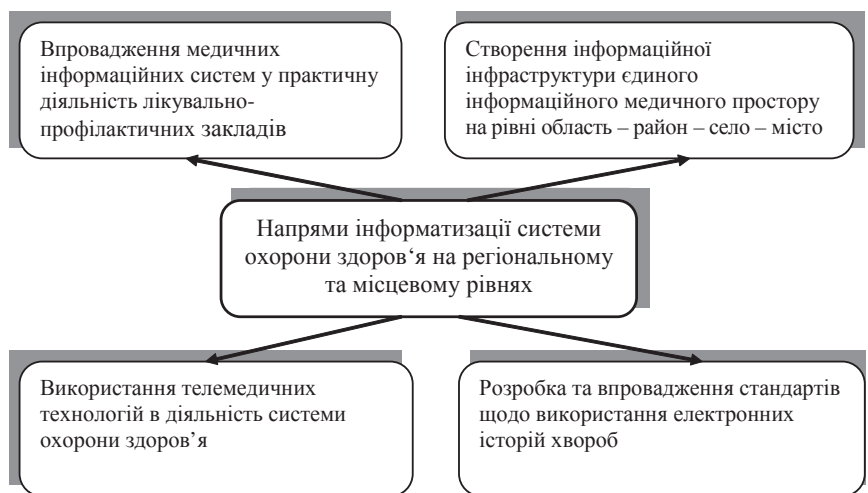 Впровадження медичних
інформаційних систем у практичну
діяльність лікувально-
профілактичних закладів
Створення інформаційної
інфраструктури єдиного
інформаційного медичного простору
на рівні область – район – село – місто
Напрями інформатизації системи
охорони здоров‘я на регіональному
та місцевому рівнях
Використання телемедичних
технологій в діяльність системи
охорони здоров’я
Розробка та впровадження стандартів
щодо використання електронних
історій хвороб